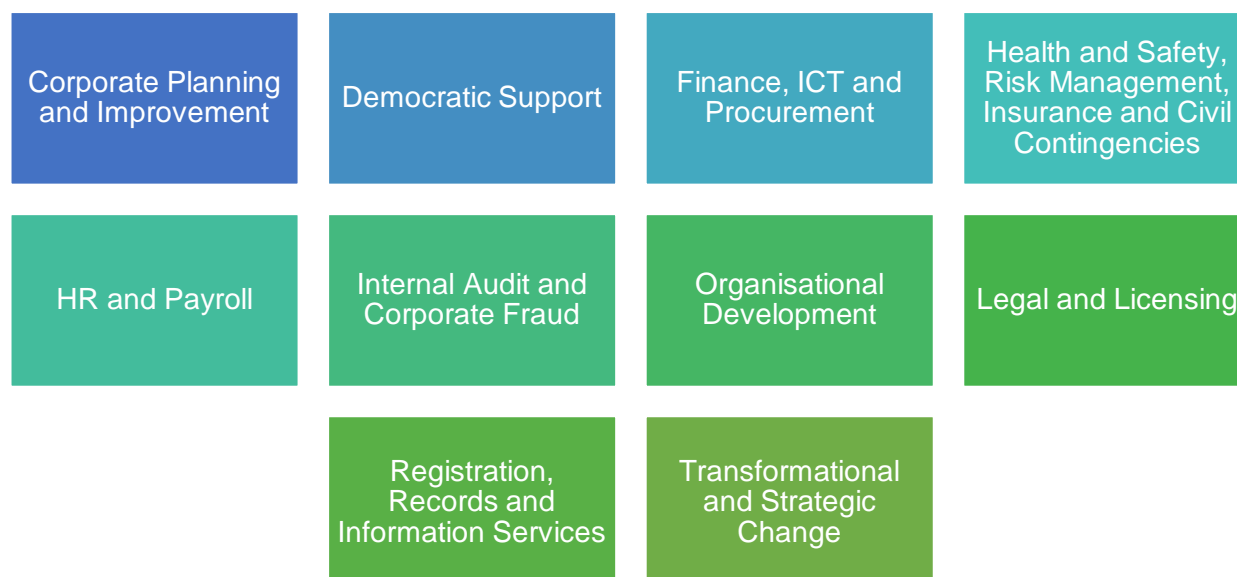 Corporate Planning
and Improvement
Democratic Support
Finance, ICT and
Procurement
Health and Safety,
Risk Management,
Insurance and Civil
Contingencies
HR and Payroll
Internal Audit and
Corporate Fraud
Organisational
Development
Legal and Licensing
Registration,
Records and
Information Services
Transformational
and Strategic
Change